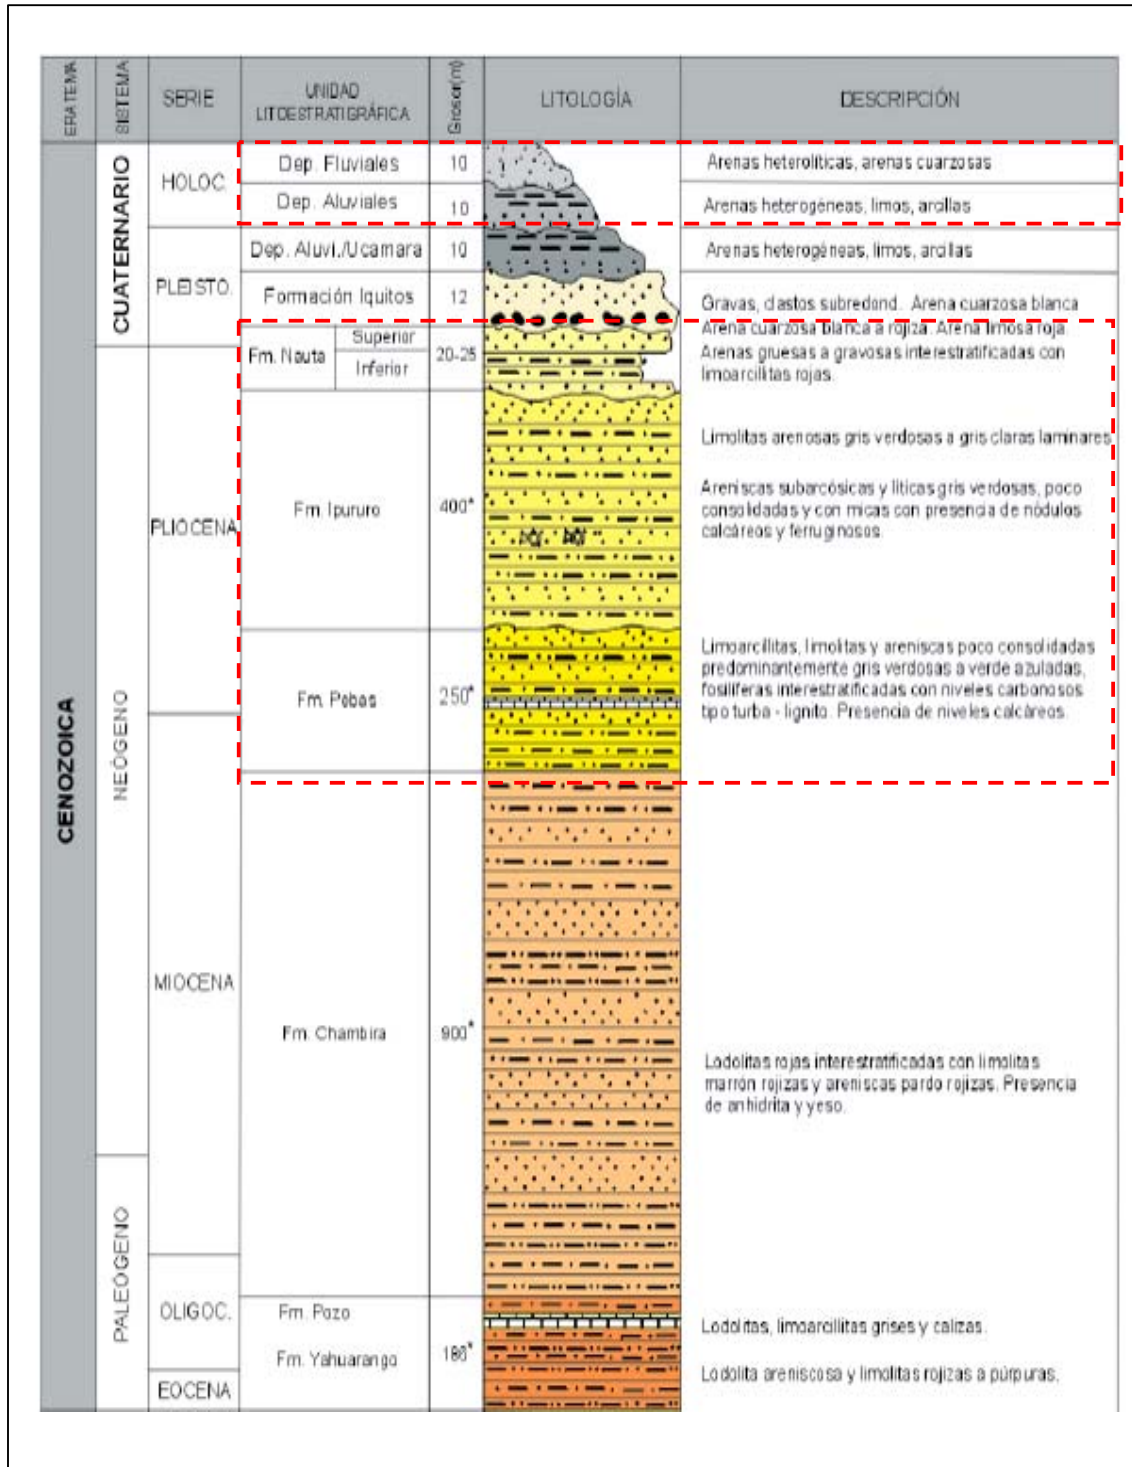 ERATEMA
SISTEMA
SERIE
UNIDAD
LITOESTRATIGRÁFICA
Grosor(m)
LITOLOGÍA
DESCRIPCIÓN
CENOZOICA
CUATERNARIO
NEÓGENO
PALEÓGENO
HOLOC.
PLEISTO.
PLIOCENA
MIOCENA
OLIGOC.
EOCENA
Dep. Fluviales
10
Arenas heterolíticas, arenas cuarzosas
Dep. Aluviales
10
Arenas heterogéneas, limos, arcillas
Dep. Aluvi./Ucamara
10
Arenas heterogéneas, limos, arcillas
Formación Iquitos
12
Gravas, clastos subredond. Arena cuarzosa blanca
Fm. Nauta
Superior
Inferior
20-25
Arena cuarzosa blanca a rojiza. Arena limosa roja
Arenas gruesas a gravosas interestratificadas con
limoarcillitas rojas.
Fm. Ipururo
400*
Limolitas arenosas gris verdosas a gris claras laminares
Areniscas subarcósicas y líticas gris verdosas, poco
consolidadas y con micas con presencia de nódulos
calcáreos y ferruginosos.
Fm. Pebas
250*
Limoarcillitas, limolitas y areniscas poco consolidadas
predominantemente gris verdosas a verde azuladas,
fosilíferas interestratificadas con niveles carbonosos
tipo turba - lignito. Presencia de niveles calcáreos.
Fm. Chambira
900*
Lodolitas rojas interestratificadas con limolitas
marrón rojizas y areniscas pardo rojizas. Presencia
de anhidrita y yeso.
Fm. Pozo
Lodolitas, limoarcillitas grises y calizas.
Fm. Yahuarango
180*
Lodolita areniscosa y limolitas rojizas a púrpuras.